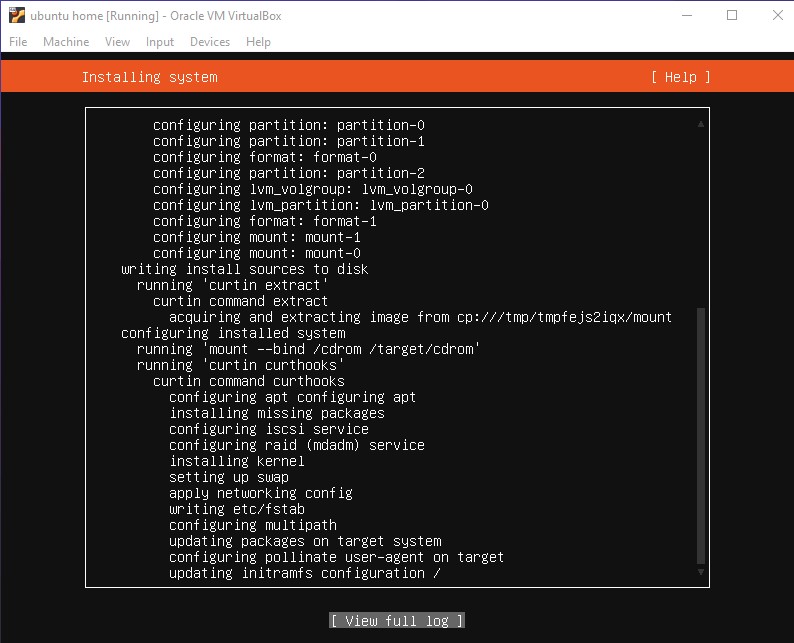 ubuntu home [Running] - Oracle VM VirtualBox
File Machine View Input Devices Help
Installing system [ Help ]
configuring partition: partition-0
configuring partition: partition-1
configuring format: format-0
configuring partition: partition-2
configuring lvm_volgroup: lvm_volgroup-0
configuring lvm_partition: lvm_partition-0
configuring format: format-1
configuring mount: mount-1
configuring mount: mount-0
writing install sources to disk
running 'curtin extract'
curtin command extract
acquiring and extracting image from cp:///tmp/tmpfejs2iqx/mount
configuring installed system
running 'mount --bind /cdrom /target/cdrom'
running 'curtin curthooks'
curtin command curthooks
configuring apt configuring apt
installing missing packages
configuring iscsi service
configuring raid (mdadm) service
installing kernel
setting up swap
apply networking config
writing etc/fstab
configuring multipath
updating packages on target system
configuring pollinate user-agent on target
updating initramfs configuration /
[ View full log ]